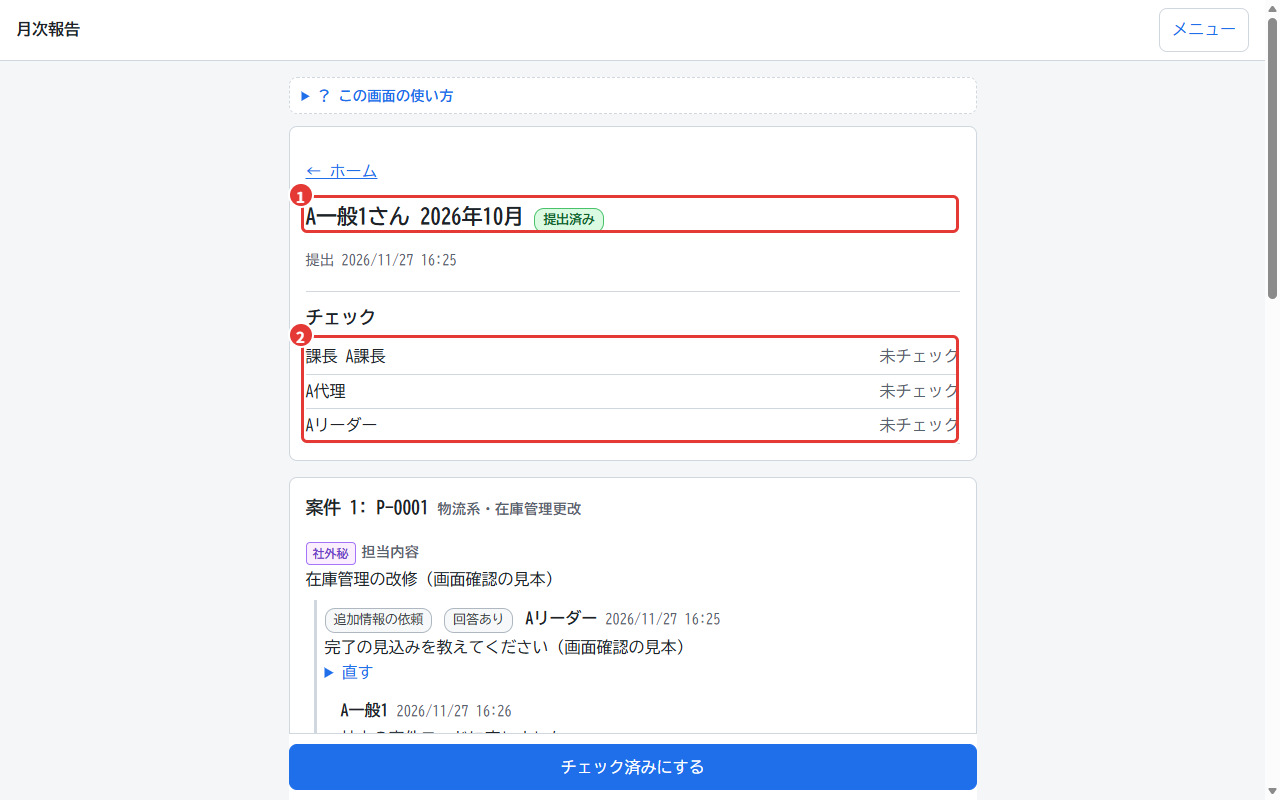 月次報告
メニュー
▶ ? この画面の使い方
← ホーム
1
A一般1さん 2026年10月 提出済み
提出 2026/11/27 16:25
チェック
2
課長 A課長 未チェック
A代理 未チェック
Aリーダー 未チェック
案件 1: P-0001 物流系・在庫管理更改
社外秘 担当内容
在庫管理の改修（画面確認の見本）
追加情報の依頼 回答あり Aリーダー 2026/11/27 16:25
完了の見込みを教えてください（画面確認の見本）
▶ 直す
A一般1 2026/11/27 16:26
チェック済みにする